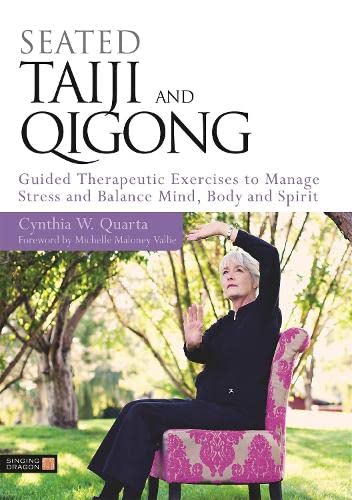 SEATED
TAIJI AND
QIGONG
Guided Therapeutic Exercises to Manage
Stress and Balance Mind, Body and Spirit
Cynthia W. Quarta
Foreword by Michelle Maloney Vallie
SINGING
DRAGON